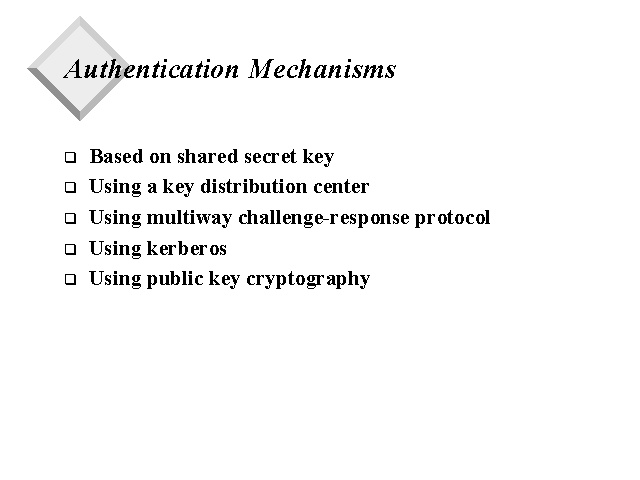 Authentication Mechanisms
Based on shared secret key
Using a key distribution center
Using multiway challenge-response protocol
Using kerberos
Using public key cryptography